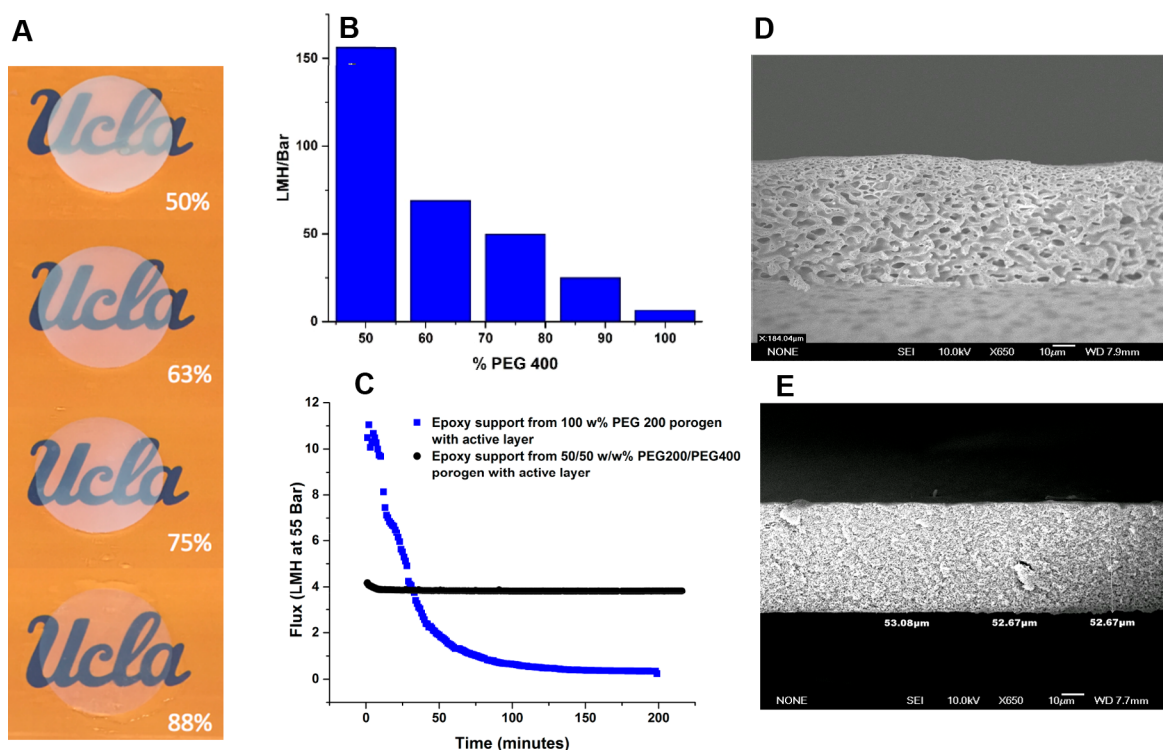 A
Ucla
50%
Ucla
63%
Ucla
75%
Ucla
88%
B
150
100
50
0
LMH/Bar
50 60 70 80 90 100
% PEG 400
C
12
10
8
6
4
2
0
Flux (LMH at 55 Bar)
Epoxy support from 100 w% PEG 200 porogen
with active layer
Epoxy support from 50/50 w/w% PEG200/PEG400
porogen with active layer
0 50 100 150 200
Time (minutes)
D
X:184.04µm
NONE SEI 10.0kV X650 10µm WD 7.9mm
E
53.08µm 52.67µm 52.67µm
NONE SEI 10.0kV X650 10µm WD 7.7mm